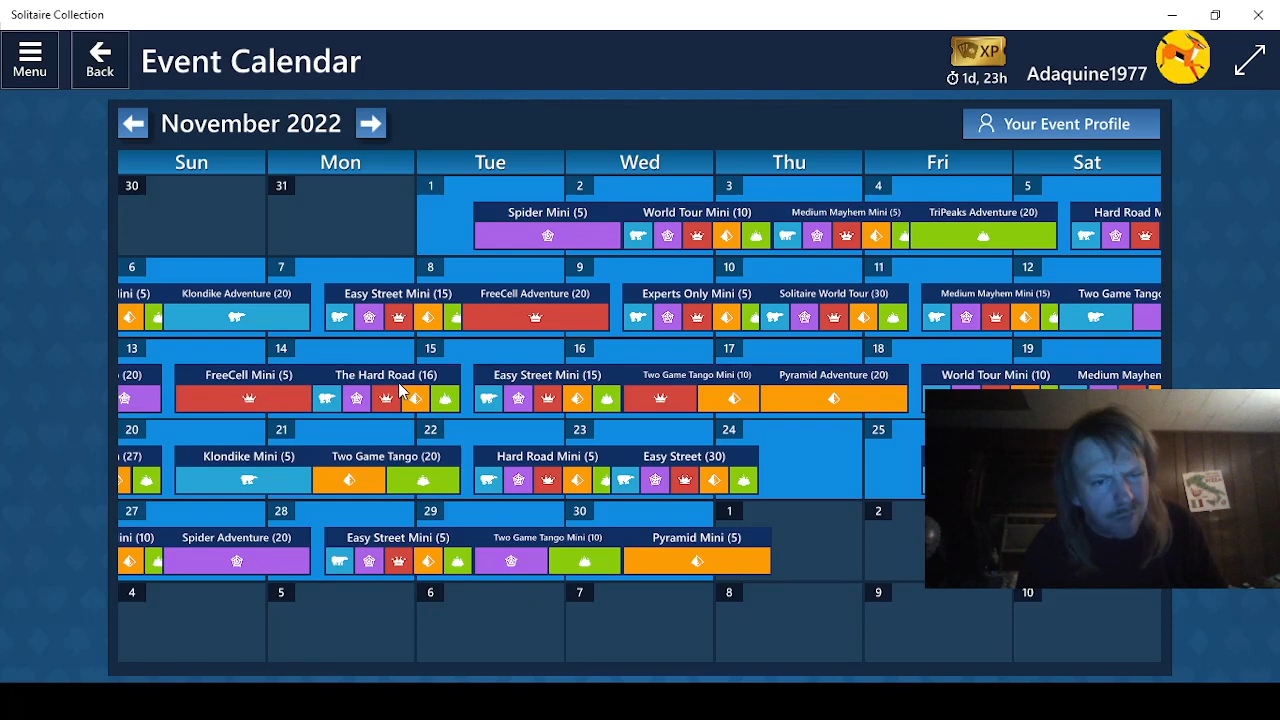 Solitaire Collection
Menu
Back
Event Calendar
XP
1d, 23h
Adaquine1977
November 2022
Your Event Profile
Sun Mon Tue Wed Thu Fri Sat
30 31 1 2 3 4 5
Spider Mini (5) World Tour Mini (10) Medium Mayhem Mini (5) TriPeaks Adventure (20) Hard Road M
6 7 8 9 10 11 12
ini (5) Klondike Adventure (20) Easy Street Mini (15) FreeCell Adventure (20) Experts Only Mini (5) Solitaire World Tour (30) Medium Mayhem Mini (15) Two Game Tango
13 14 15 16 17 18 19
(20) FreeCell Mini (5) The Hard Road (16) Easy Street Mini (15) Two Game Tango Mini (10) Pyramid Adventure (20) World Tour Mini (10) Medium Mayhem
20 21 22 23 24 25
(27) Klondike Mini (5) Two Game Tango (20) Hard Road Mini (5) Easy Street (30)
27 28 29 30 1 2
ini (10) Spider Adventure (20) Easy Street Mini (5) Two Game Tango Mini (10) Pyramid Mini (5)
4 5 6 7 8 9 10